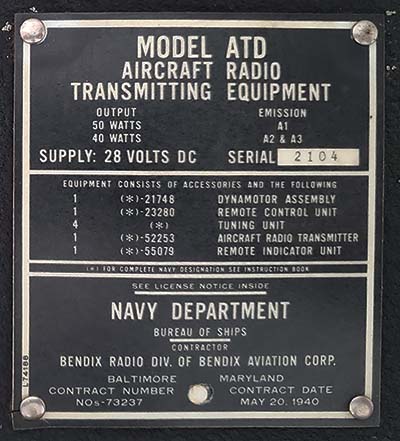 MODEL ATD
AIRCRAFT RADIO
TRANSMITTING EQUIPMENT
OUTPUT EMISSION
50 WATTS A1
40 WATTS A2 & A3
SUPPLY: 28 VOLTS DC SERIAL 2104
EQUIPMENT CONSISTS OF ACCESSORIES AND THE FOLLOWING
1 (*)-21748 DYNAMOTOR ASSEMBLY
1 (*)-23280 REMOTE CONTROL UNIT
4 (*) TUNING UNIT
1 (*)-52253 AIRCRAFT RADIO TRANSMITTER
1 (*)-55079 REMOTE INDICATOR UNIT
(*) FOR COMPLETE NAVY DESIGNATION SEE INSTRUCTION BOOK
SEE LICENSE NOTICE INSIDE
NAVY DEPARTMENT
BUREAU OF SHIPS
CONTRACTOR
BENDIX RADIO DIV. OF BENDIX AVIATION CORP.
BALTIMORE MARYLAND
CONTRACT NUMBER CONTRACT DATE
NOs-73237 MAY 20, 1940
L-74188